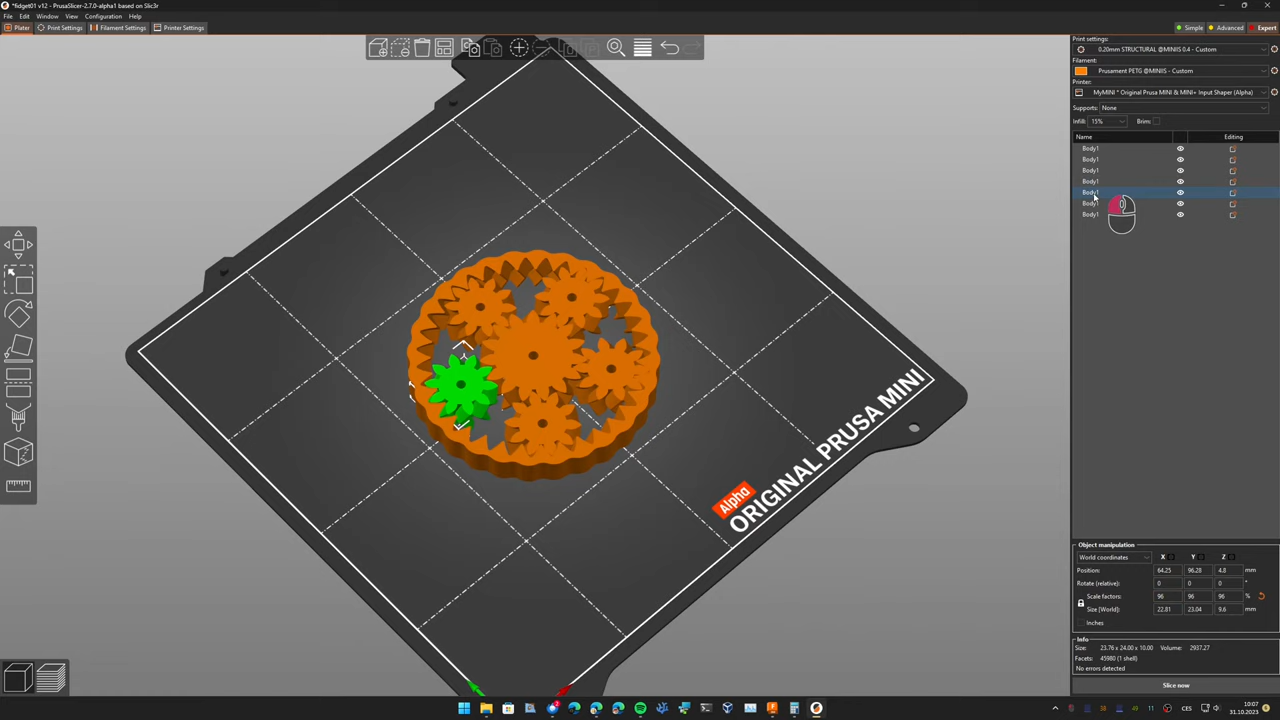 *fidget01 v12 - PrusaSlicer-2.7.0-alpha1 based on Slic3r
File Edit Window View Configuration Help
Plater Print Settings Filament Settings Printer Settings
Simple Advanced Expert
Print settings:
0.20mm STRUCTURAL @MINIIS 0.4 - Custom
Filament:
Prusament PETG @MINIIS - Custom
Printer:
MyMINI * Original Prusa MINI & MINI+ Input Shaper (Alpha)
Supports: None
Infill: 15% Brim:
Name Editing
Body1
Body1
Body1
Body1
Body1
Body1
Body1
Alpha
ORIGINAL PRUSA MINI
Object manipulation
World coordinates X Y Z
Position: 64.25 96.28 4.8 mm
Rotate (relative): 0 0 0 °
Scale factors: 96 96 96 %
Size [World]: 22.81 23.04 9.6 mm
Inches
Info
Size: 23.76 x 24.00 x 10.00 Volume: 2937.27
Facets: 45980 (1 shell)
No errors detected
Slice now
38 49 11 CES 10:07
31.10.2023